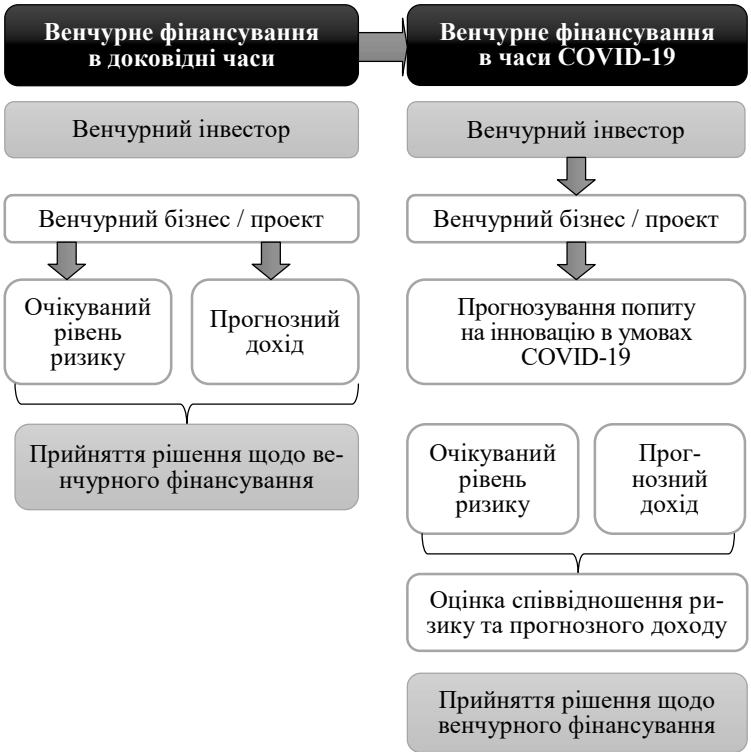 Венчурне фінансування
в доковідні часи
Венчурний інвестор
Венчурний бізнес / проект
Очікуваний
рівень
ризику
Прогнозний
дохід
Прийняття рішення щодо ве-
нчурного фінансування
Венчурне фінансування
в часи COVID-19
Венчурний інвестор
Венчурний бізнес / проект
Прогнозування попиту
на інновацію в умовах
COVID-19
Очікуваний
рівень
ризику
Прог-
нозний
дохід
Оцінка співвідношення ри-
зику та прогнозного доходу
Прийняття рішення щодо
венчурного фінансування